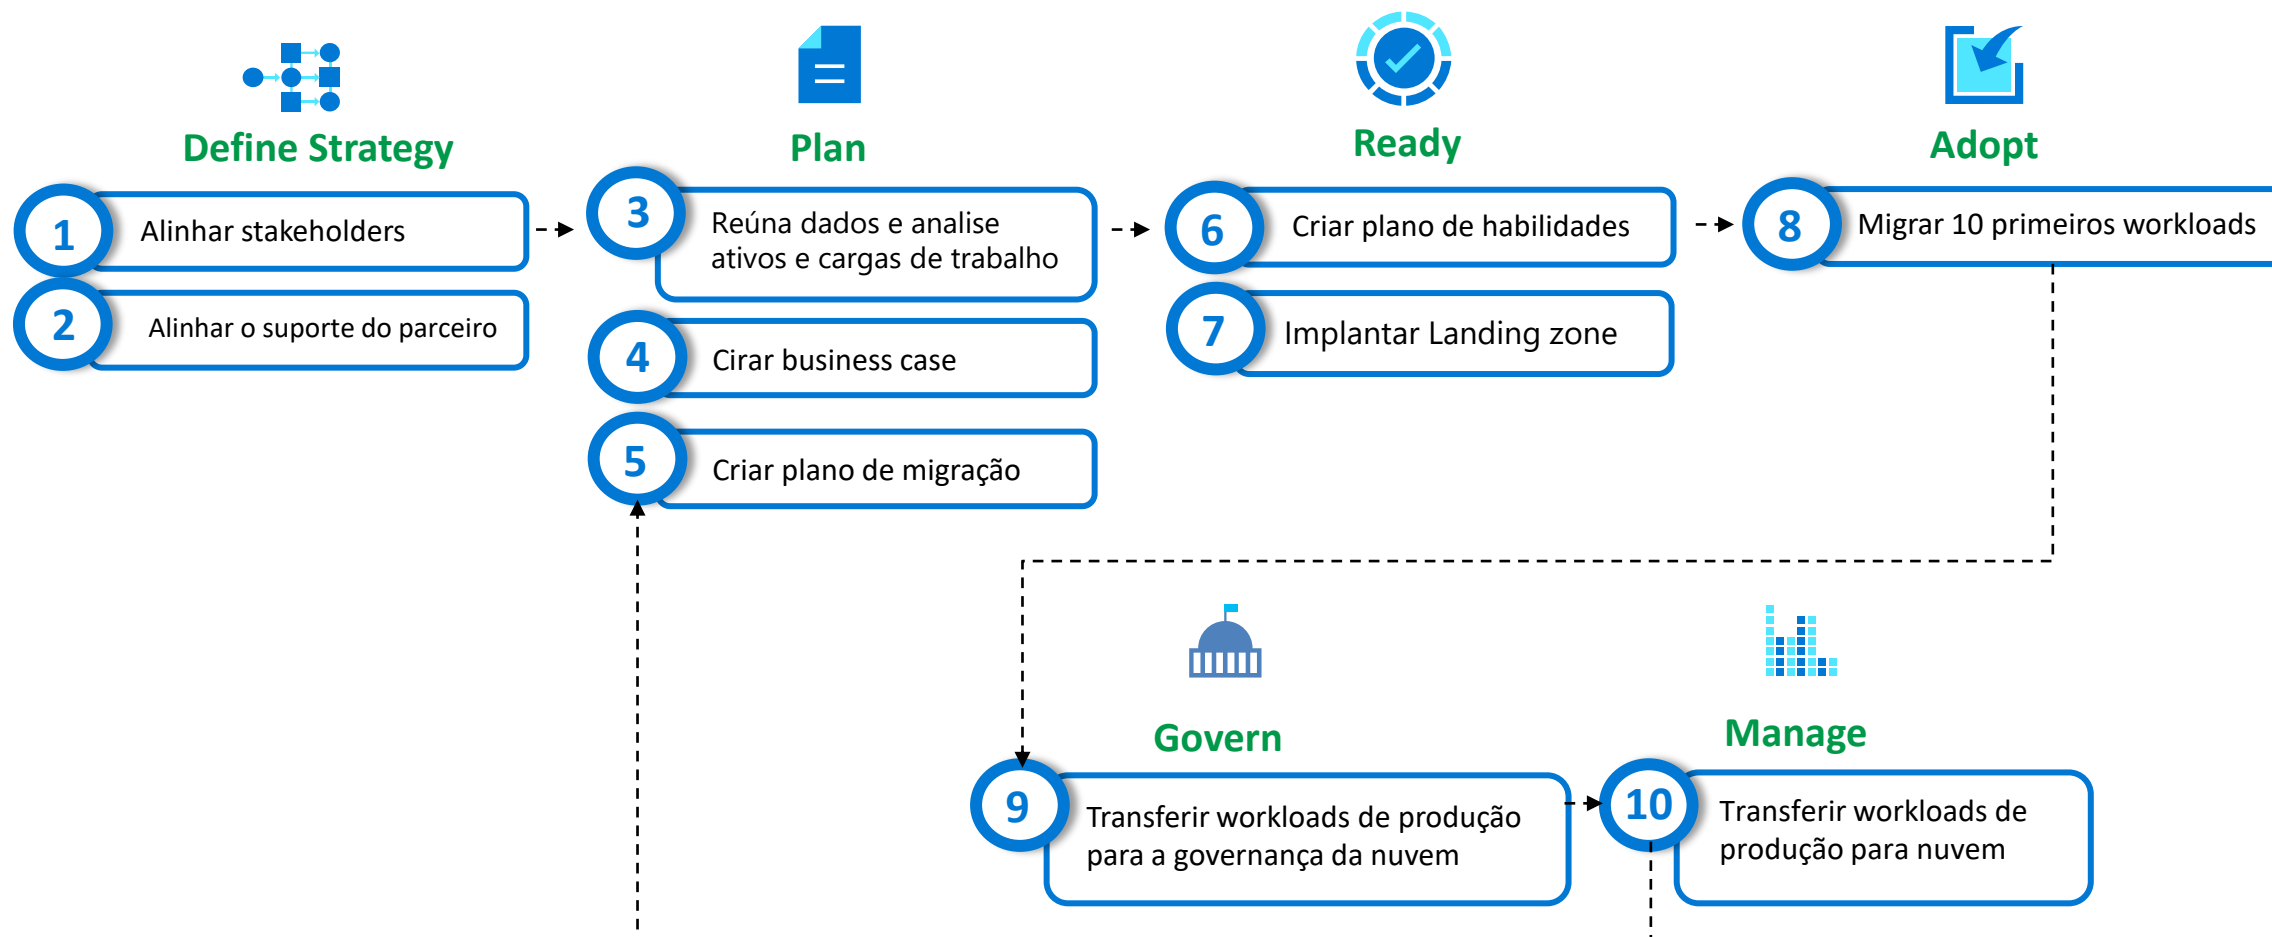 Define Strategy
1
Alinhar stakeholders
2
Alinhar o suporte do parceiro
Plan
3
Reúna dados e analise
ativos e cargas de trabalho
4
Cirar business case
5
Criar plano de migração
Ready
6
Criar plano de habilidades
7
Implantar Landing zone
Adopt
8
Migrar 10 primeiros workloads
Govern
9
Transferir workloads de produção
para a governança da nuvem
Manage
10
Transferir workloads de
produção para nuvem